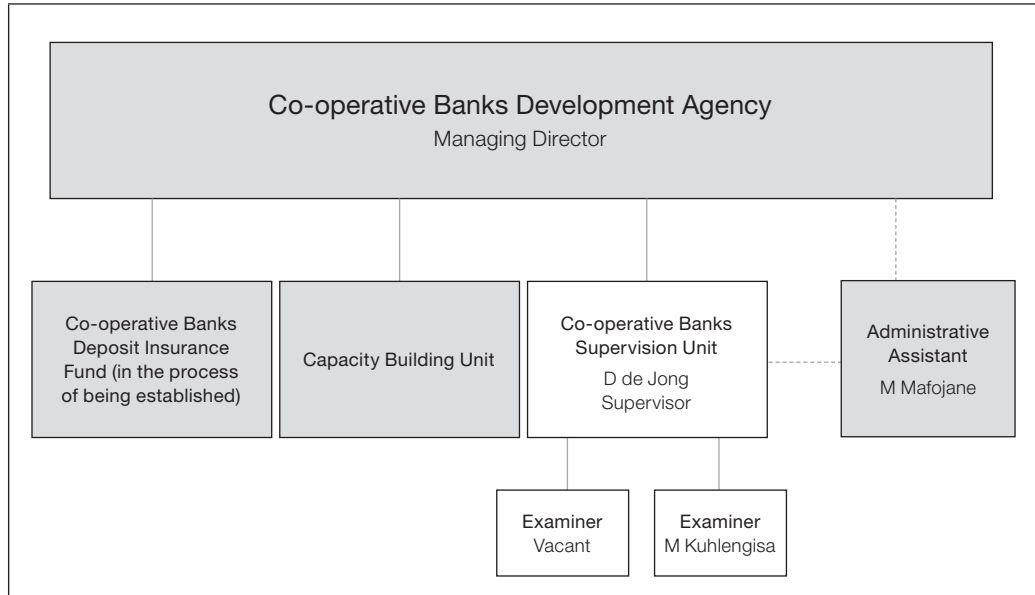 Co-operative Banks Development Agency
Managing Director
Co-operative Banks
Deposit Insurance
Fund (in the process
of being established)
Capacity Building Unit
Co-operative Banks
Supervision Unit
D de Jong
Supervisor
Administrative
Assistant
M Mafojane
Examiner
Vacant
Examiner
M Kuhlengisa